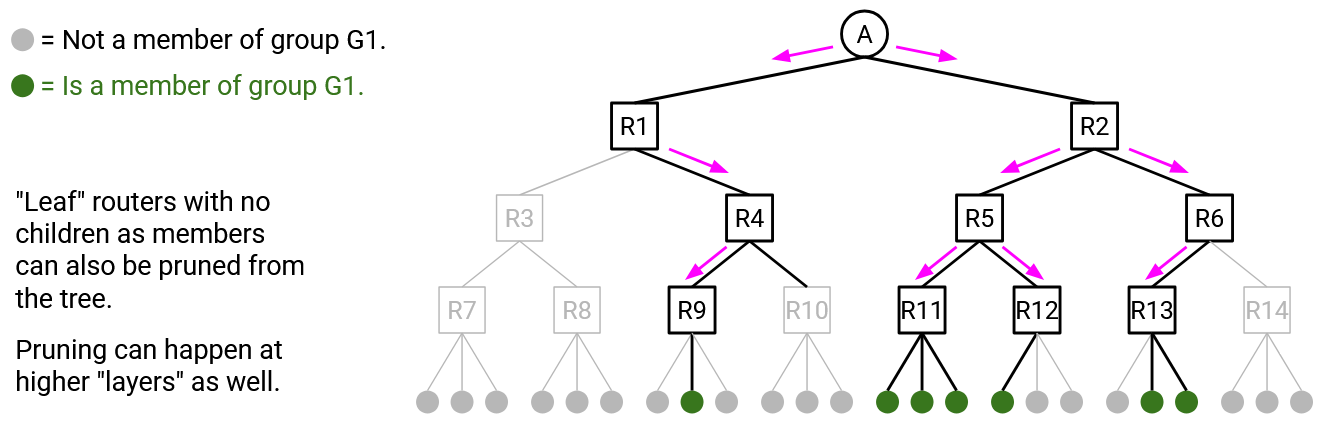 = Not a member of group G1.
= Is a member of group G1.
"Leaf" routers with no
children as members
can also be pruned from
the tree.
Pruning can happen at
higher "layers" as well.
A
R1 R2
R3 R4 R5 R6
R7 R8 R9 R10 R11 R12 R13 R14